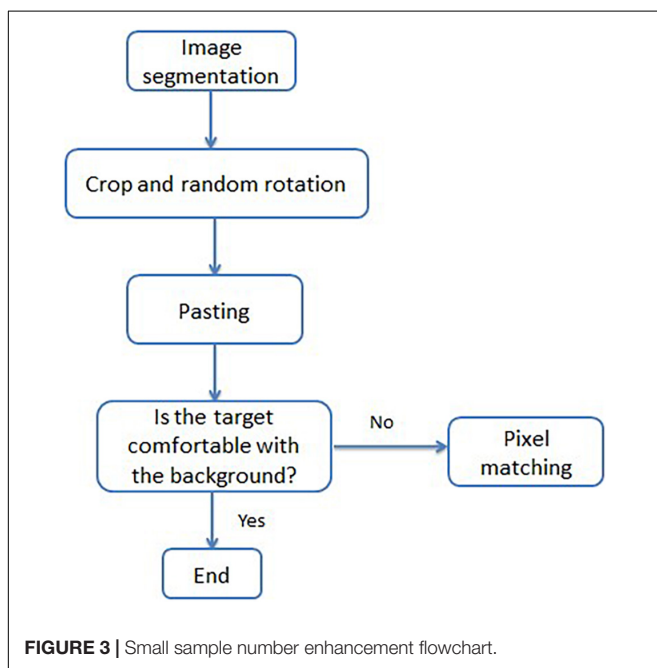 Image
segmentation
Crop and random rotation
Pasting
Is the target
comfortable with
the background?
No
Pixel
matching
Yes
End
FIGURE 3 | Small sample number enhancement flowchart.